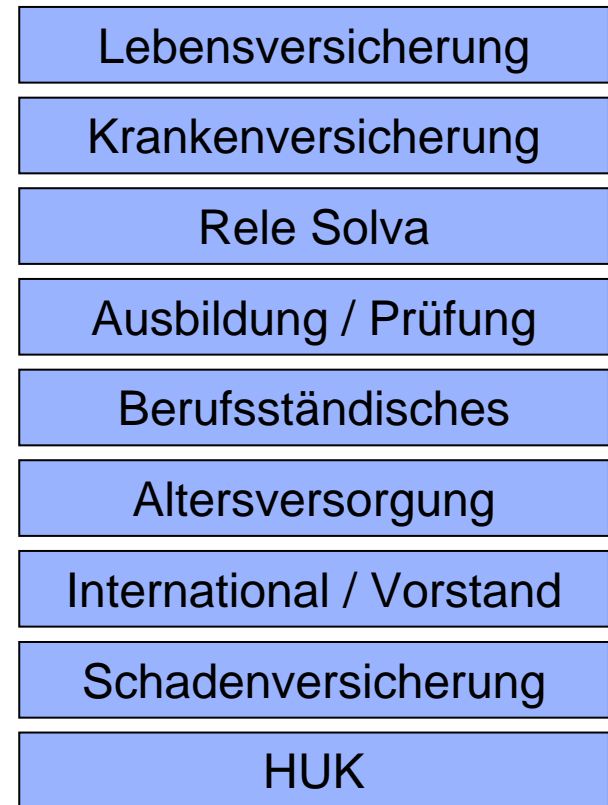 Lebensversicherung
Krankenversicherung
Rele Solva
Ausbildung / Prüfung
Berufsständisches
Altersversorgung
International / Vorstand
Schadenversicherung
HUK